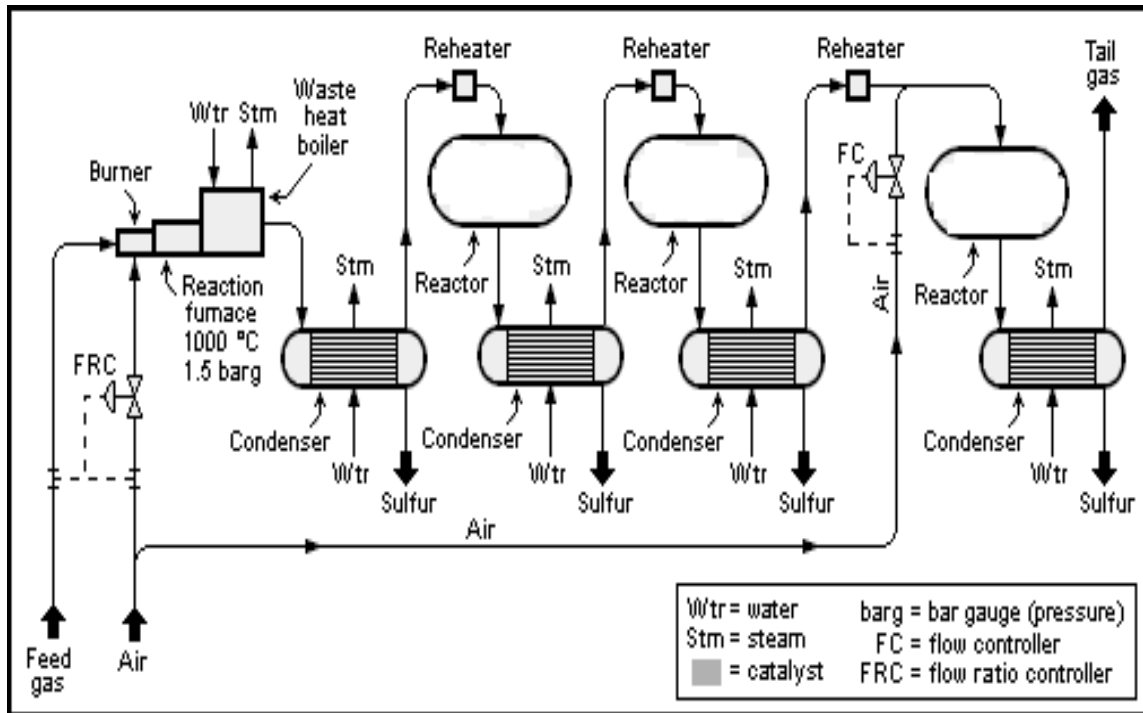 Reheater
Reheater
Reheater
Tail
gas
Waste
heat
boiler
Wtr
Stm
Burner
FC
Reaction
furnace
1000 °C
1.5 barg
Stm
Reactor
Stm
Reactor
Stm
Air
Reactor
Stm
FRC
Condenser
Condenser
Condenser
Condenser
Wtr
Wtr
Wtr
Wtr
Sulfur
Sulfur
Sulfur
Sulfur
Air
Feed
gas
Air
Wtr = water
Stm = steam
= catalyst
barg = bar gauge (pressure)
FC = flow controller
FRC = flow ratio controller